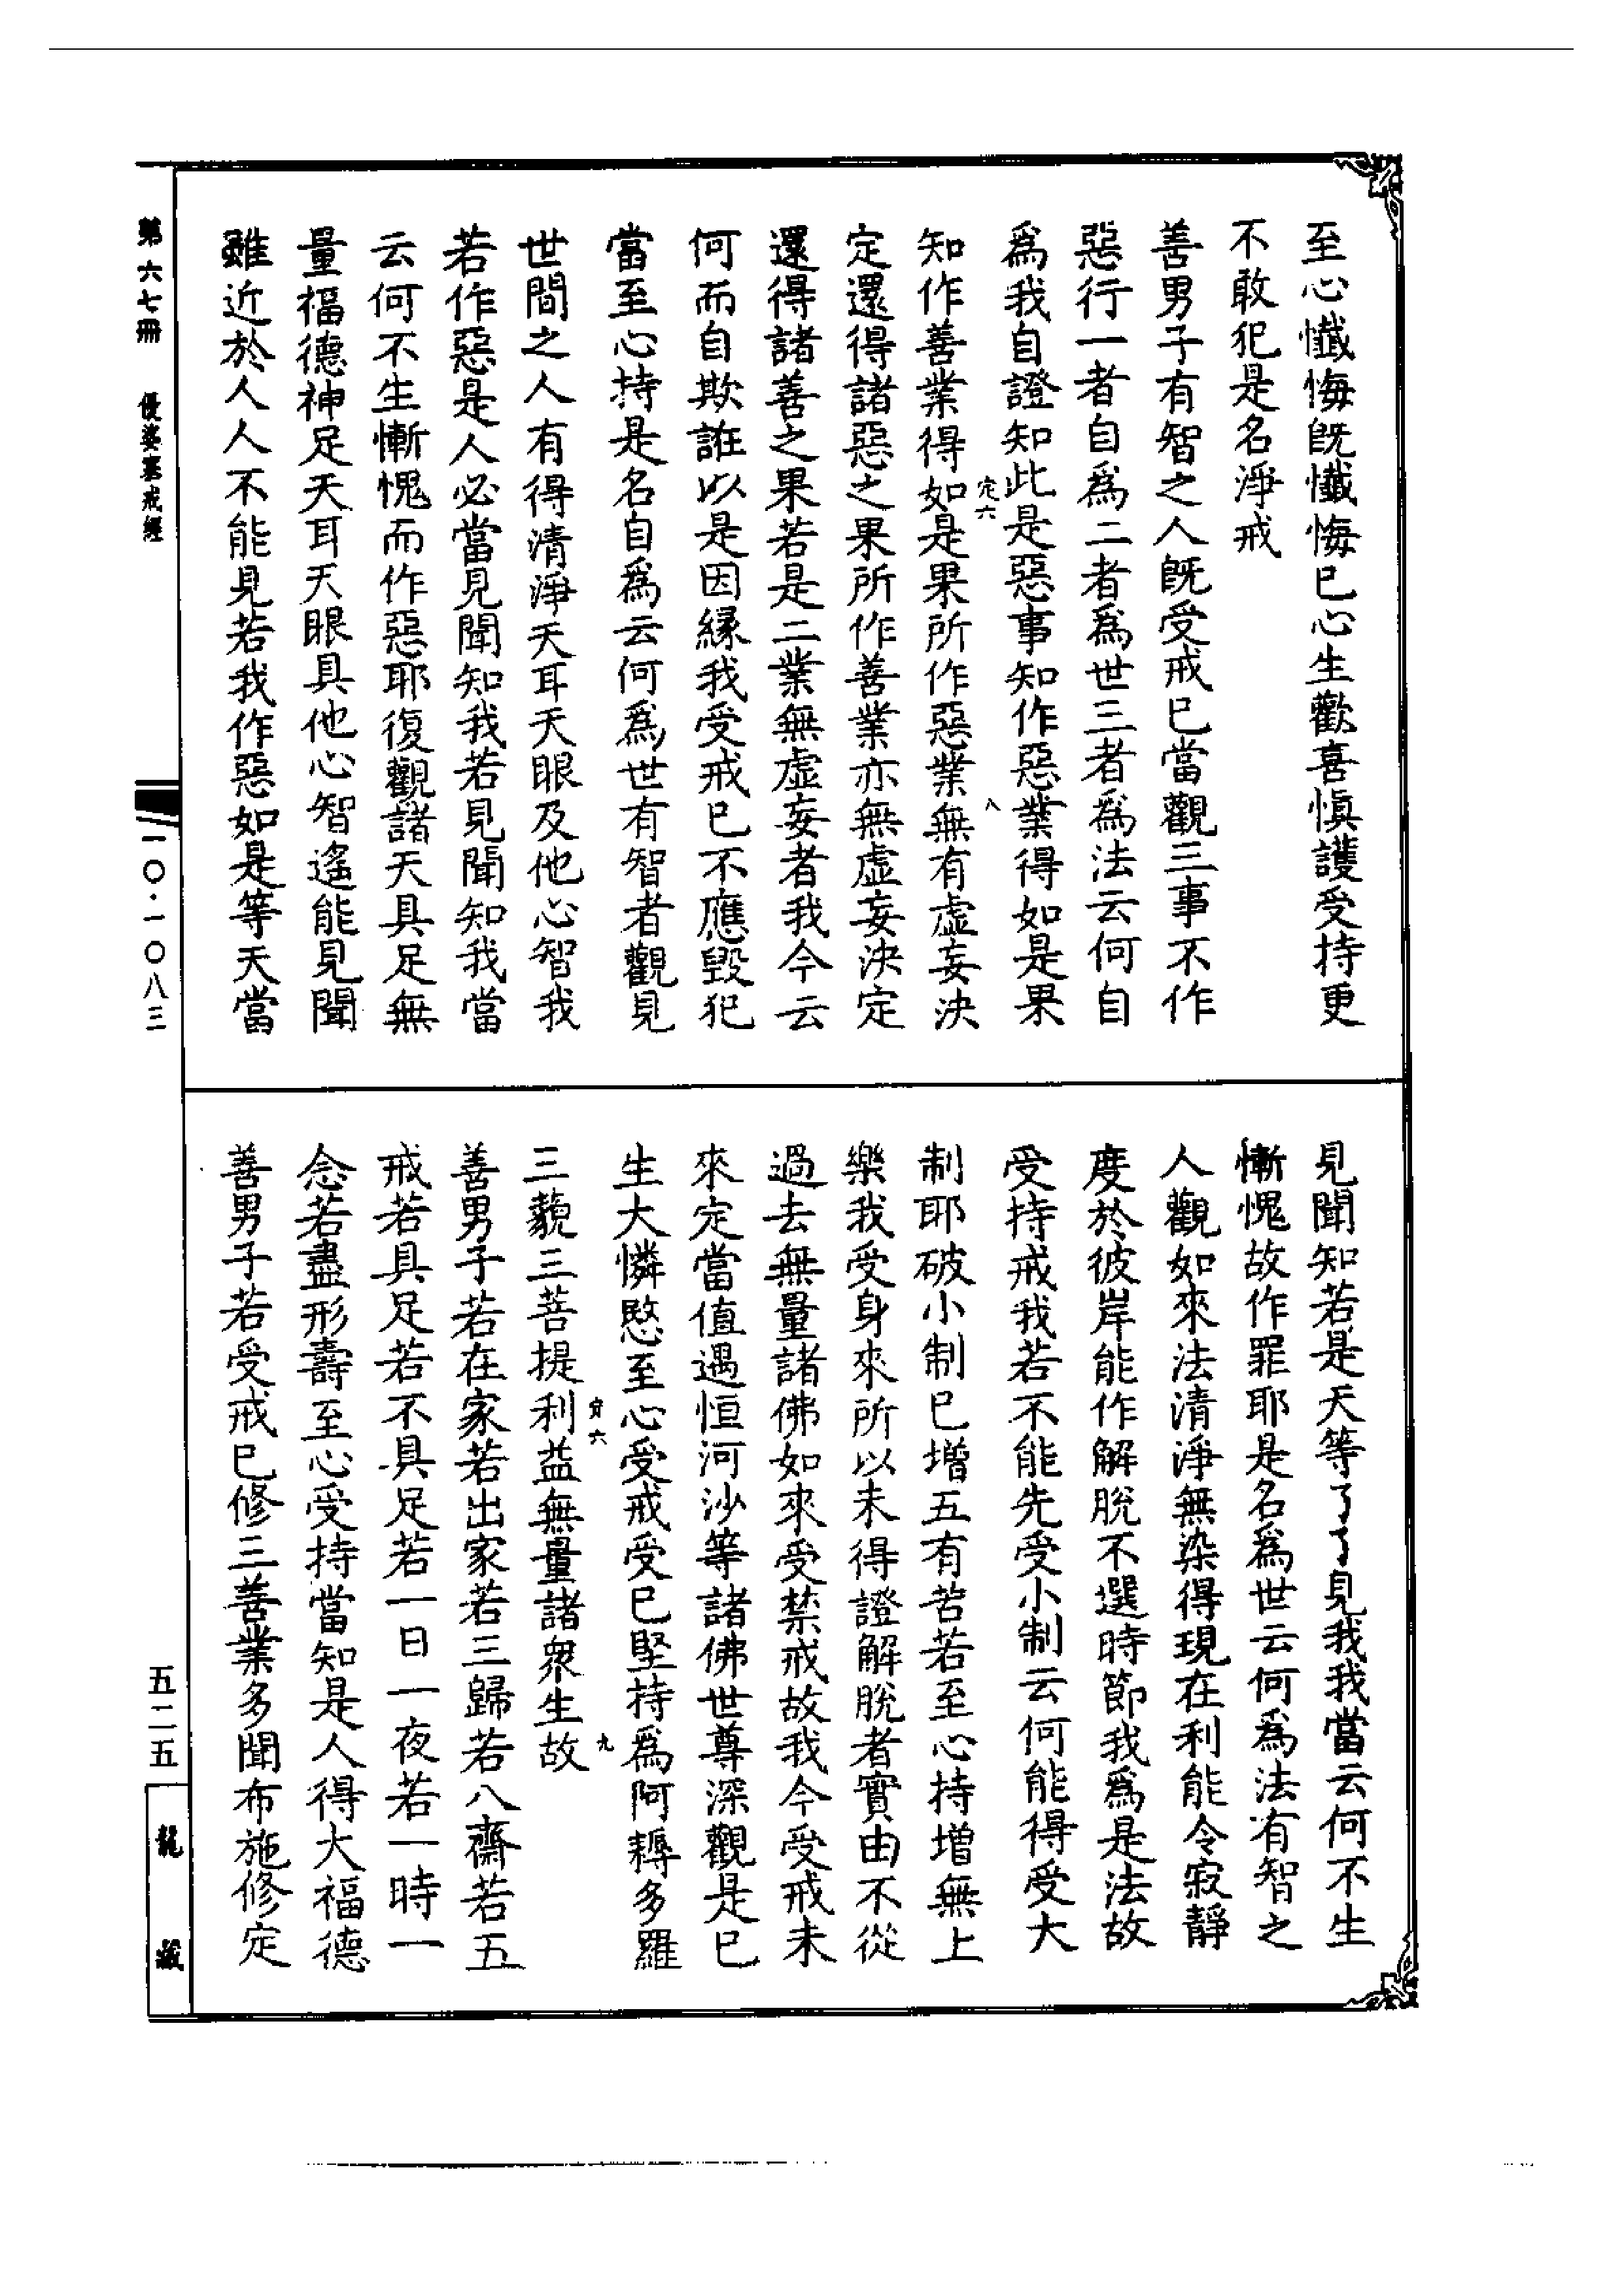 至心懺悔旣懺悔已心生歡喜愼護受持更
不敢犯是名淨戒
善男子有智之人旣受戒已當觀三事不作
惡行一者自爲二者爲世三者爲法云何自
爲我自證知此是惡事知作惡業得如是果
定六
八
知作善業得如是果所作惡業無有虛妄決
定還得諸惡之果所作善業亦無虛妄決定
還得諸善之果若是二業無虛妄者我今云
何而自欺誑以是因緣我受戒已不應毀犯
當至心持是名自爲云何爲世有智者觀見
世間之人有得清淨天耳天眼及他心智我
若作惡是人必當見聞知我若見聞知我當
云何不生慚愧而作惡耶復觀諸天具足無
量福德神足天耳天眼具他心智遙能見聞
雖近於人人不能見若我作惡如是等天當
見聞知若是天等了了見我我當云何不生
慚愧故作罪耶是名爲世云何爲法有智之
人觀如來法清淨無染得現在利能令寂靜
度於彼岸能作解脫不選時節我爲是法故
受持戒我若不能先受小制云何能得受大
制耶破小制已增五有苦若至心持增無上
樂我受身來所以未得證解脫者實由不從
過去無量諸佛如來受禁戒故我今受戒未
來定當值遇恒河沙等諸佛世尊深觀是已
生大憐愍至心受戒受已堅持爲阿耨多羅
定六
九
三藐三菩提利益無量諸衆生故
善男子若在家若出家若三歸若八齋若五
戒若具足若不具足若一日一夜若一時一
念若盡形壽至心受持當知是人得大福德
善男子若受戒已修三善業多聞布施修定
第六七冊
優婆塞戒經
一〇·一〇八三
五二五
龍藏